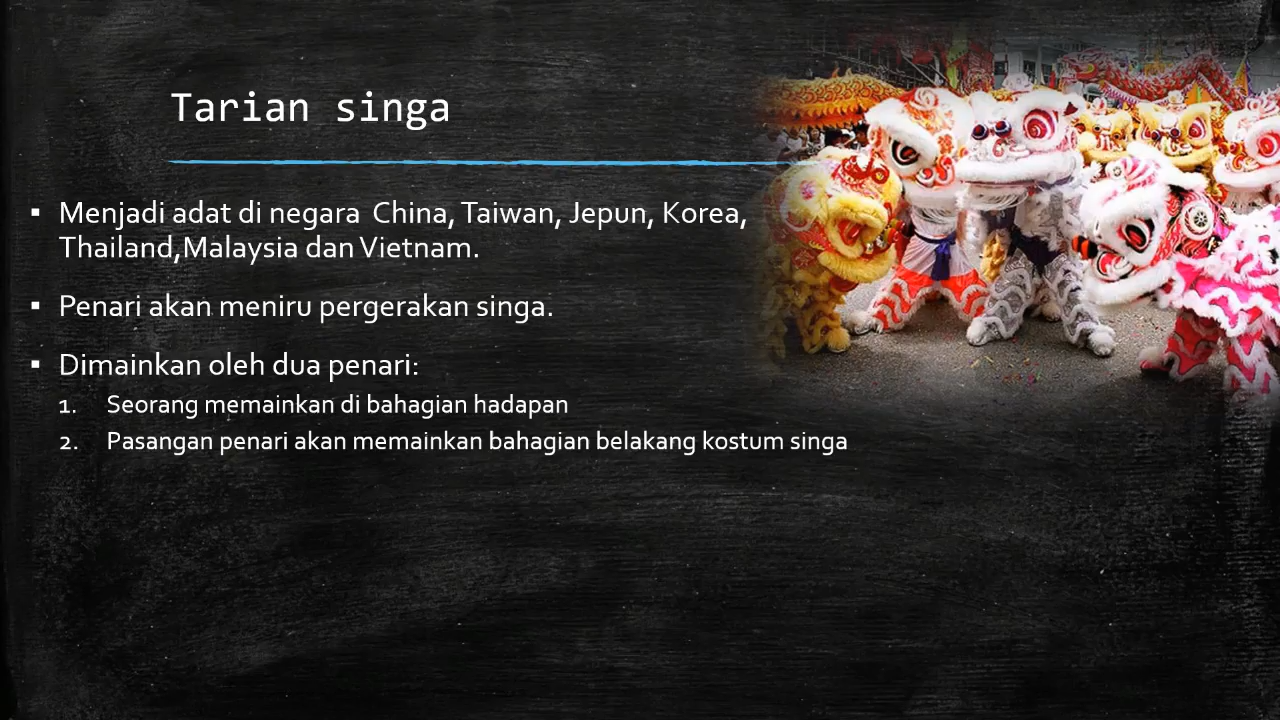 Tarian singa
▪ Menjadi adat di negara  China, Taiwan, Jepun, Korea,
Thailand,Malaysia dan Vietnam.
▪ Penari akan meniru pergerakan singa.
▪ Dimainkan oleh dua penari:
1. Seorang memainkan di bahagian hadapan
2. Pasangan penari akan memainkan bahagian belakang kostum singa